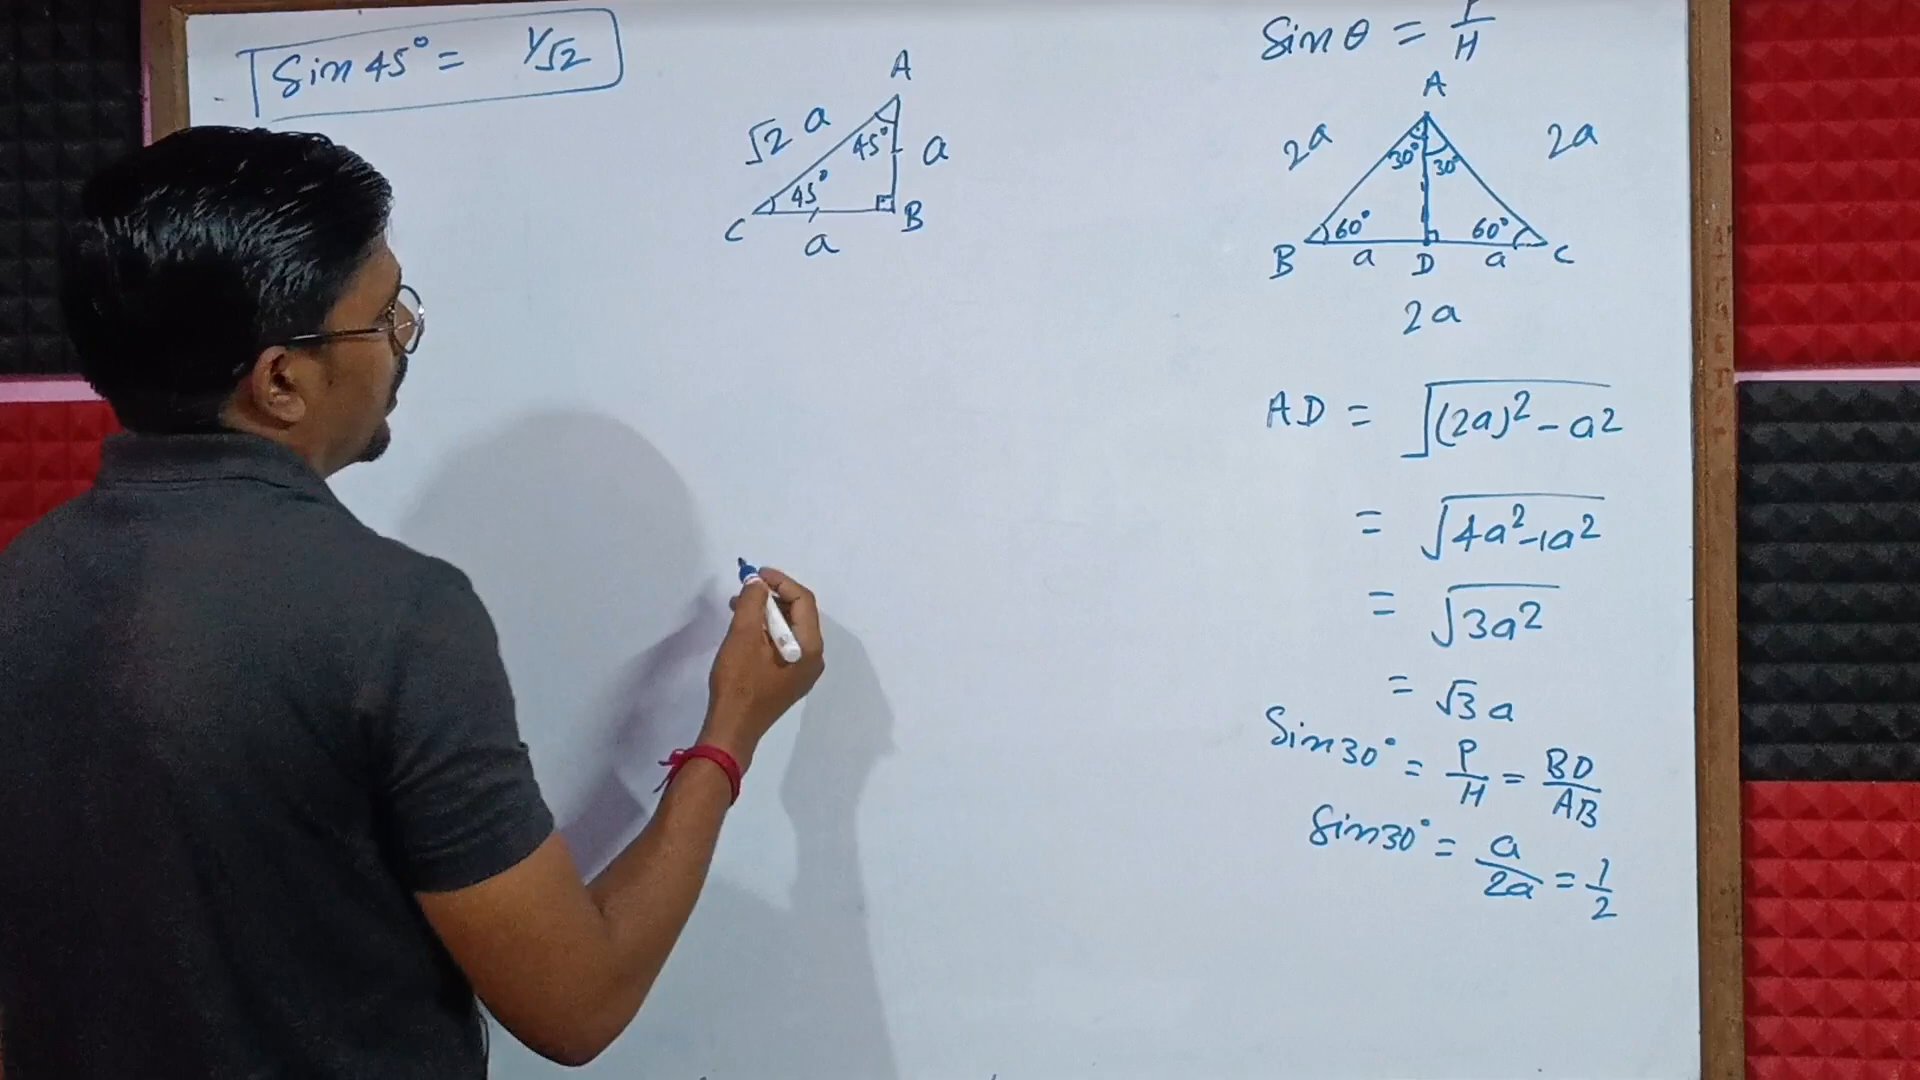 Sin 45° = 1/√2
A
√2 a
45°
a
45°
C
B
a
Sin θ = P/H
A
2a
2a
30°
30°
60°
60°
B
a
D
a
C
2a
AD = √(2a)² - a²
= √4a² - 1a²
= √3a²
= √3 a
Sin 30° = P/H = BD/AB
Sin 30° = a/2a = 1/2